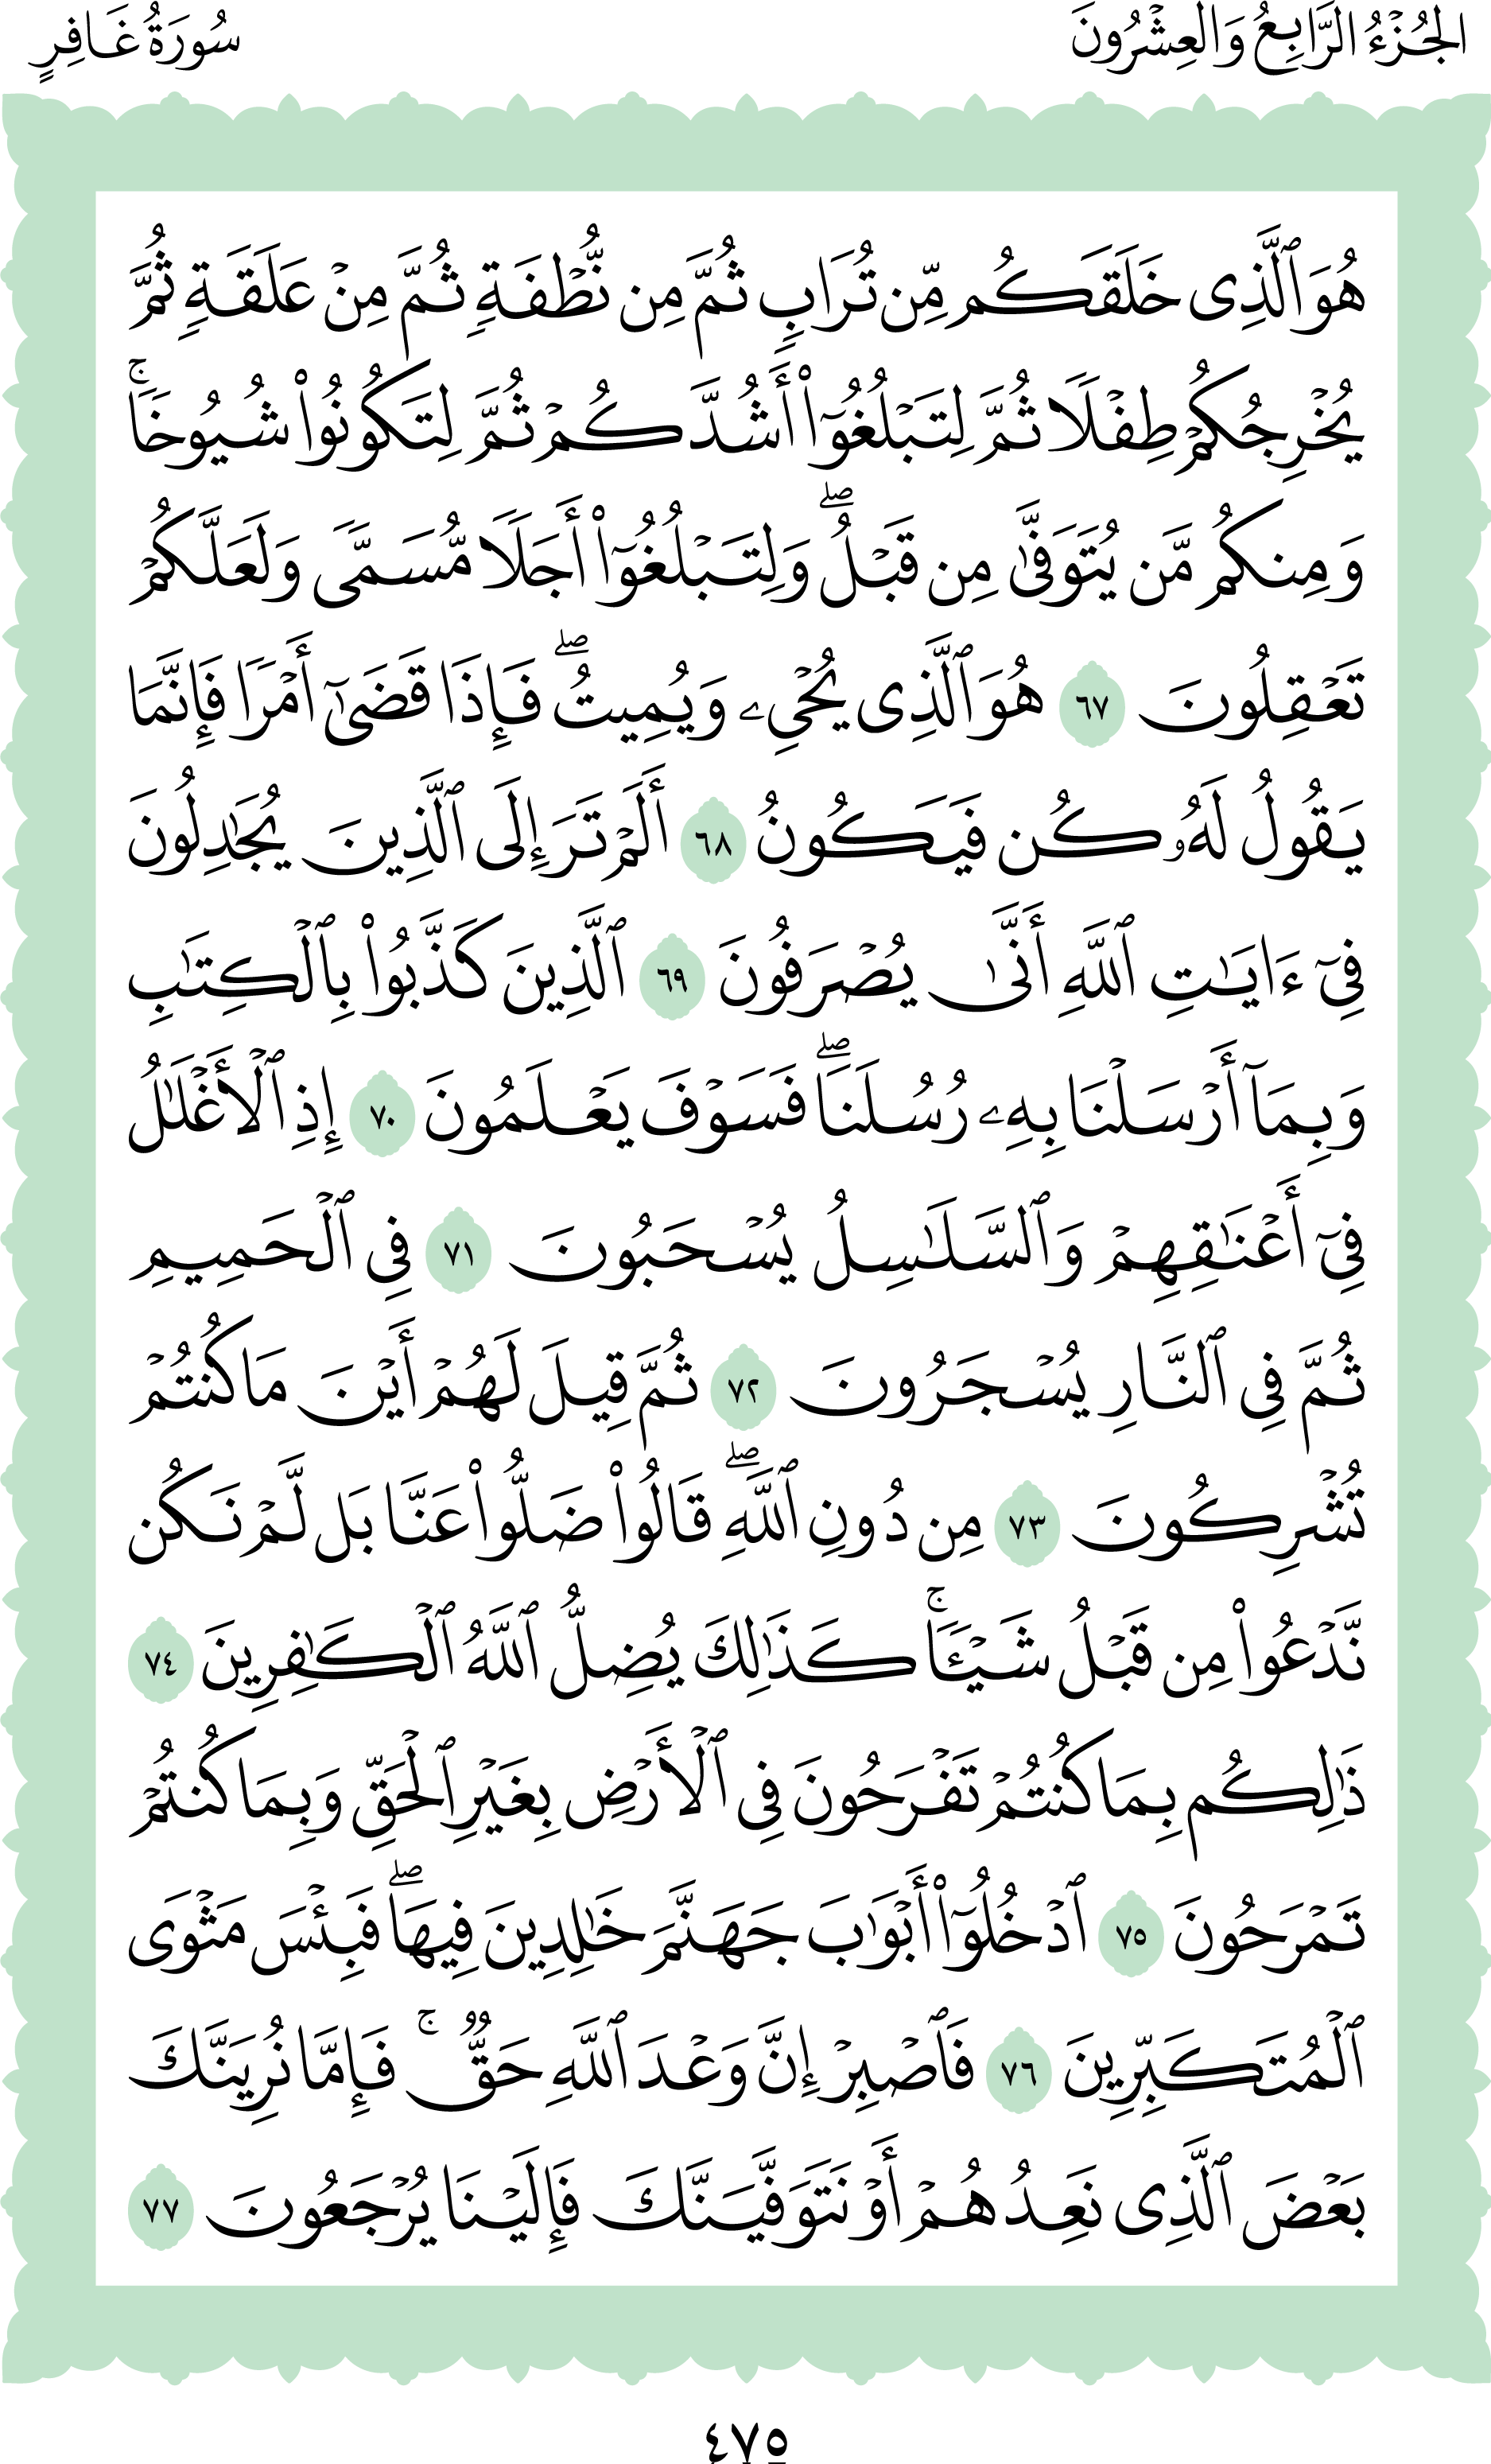 الجُزْءُ الرَّابِعُ وَالعِشْرُونَ
سُورَةُ غَافِرٍ
هُوَ ٱلَّذِى خَلَقَكُم مِّن تُرَابٍ ثُمَّ مِن نُّطْفَةٍ ثُمَّ مِنْ عَلَقَةٍ ثُمَّ
يُخْرِجُكُمْ طِفْلًا ثُمَّ لِتَبْلُغُوٓا۟ أَشُدَّكُمْ ثُمَّ لِتَكُونُوا۟ شُيُوخًا ۚ
وَمِنكُم مَّن يُتَوَفَّىٰ مِن قَبْلُ ۖ وَلِتَبْلُغُوٓا۟ أَجَلًا مُّسَمًّى وَلَعَلَّكُمْ
تَعْقِلُونَ ٦٧ هُوَ ٱلَّذِى يُحْىِۦ وَيُمِيتُ ۖ فَإِذَا قَضَىٰٓ أَمْرًا فَإِنَّمَا
يَقُولُ لَهُۥ كُن فَيَكُونُ ٦٨ أَلَمْ تَرَ إِلَى ٱلَّذِينَ يُجَٰدِلُونَ
فِىٓ ءَايَٰتِ ٱللَّهِ أَنَّىٰ يُصْرَفُونَ ٦٩ ٱلَّذِينَ كَذَّبُوا۟ بِٱلْكِتَٰبِ
وَبِمَآ أَرْسَلْنَا بِهِۦ رُسُلَنَا ۖ فَسَوْفَ يَعْلَمُونَ ٧٠ إِذِ ٱلْأَغْلَٰلُ
فِىٓ أَعْنَٰقِهِمْ وَٱلسَّلَٰسِلُ يُسْحَبُونَ ٧١ فِى ٱلْحَمِيمِ
ثُمَّ فِى ٱلنَّارِ يُسْجَرُونَ ٧٢ ثُمَّ قِيلَ لَهُمْ أَيْنَ مَا كُنتُمْ
تُشْرِكُونَ ٧٣ مِن دُونِ ٱللَّهِ ۖ قَالُوا۟ ضَلُّوا۟ عَنَّا بَل لَّمْ نَكُن
نَّدْعُوا۟ مِن قَبْلُ شَيْـًٔا ۚ كَذَٰلِكَ يُضِلُّ ٱللَّهُ ٱلْكَٰفِرِينَ ٧٤
ذَٰلِكُم بِمَا كُنتُمْ تَفْرَحُونَ فِى ٱلْأَرْضِ بِغَيْرِ ٱلْحَقِّ وَبِمَا كُنتُمْ
تَمْرَحُونَ ٧٥ ٱدْخُلُوٓا۟ أَبْوَٰبَ جَهَنَّمَ خَٰلِدِينَ فِيهَا ۖ فَبِئْسَ مَثْوَى
ٱلْمُتَكَبِّرِينَ ٧٦ فَٱصْبِرْ إِنَّ وَعْدَ ٱللَّهِ حَقٌّ ۚ فَإِمَّا نُرِيَنَّكَ
بَعْضَ ٱلَّذِى نَعِدُهُمْ أَوْ نَتَوَفَّيَنَّكَ فَإِلَيْنَا يُرْجَعُونَ ٧٧
٤٧٥